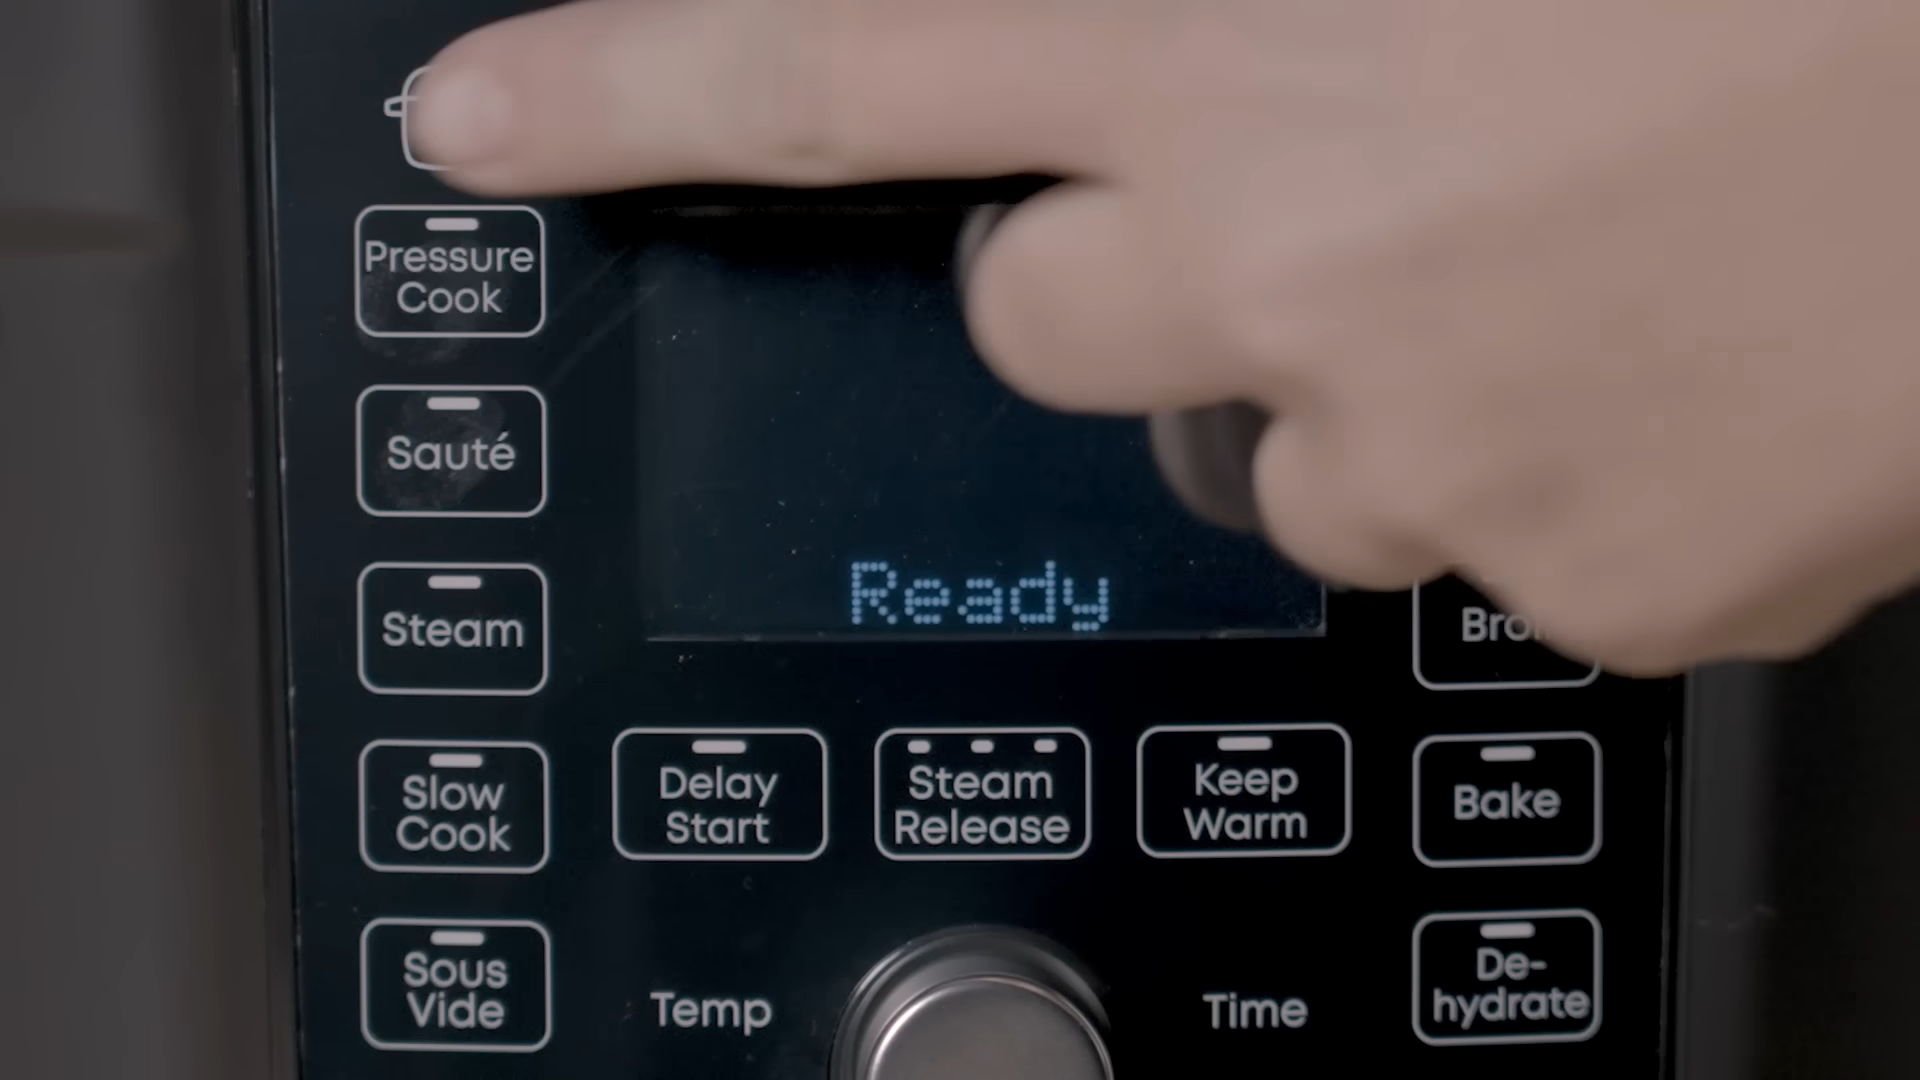 Pressure
Cook
Sauté
Steam
Ready
Slow
Cook
Delay
Start
Steam
Release
Keep
Warm
Bake
Sous
Vide
Temp
Time
De-
hydrate